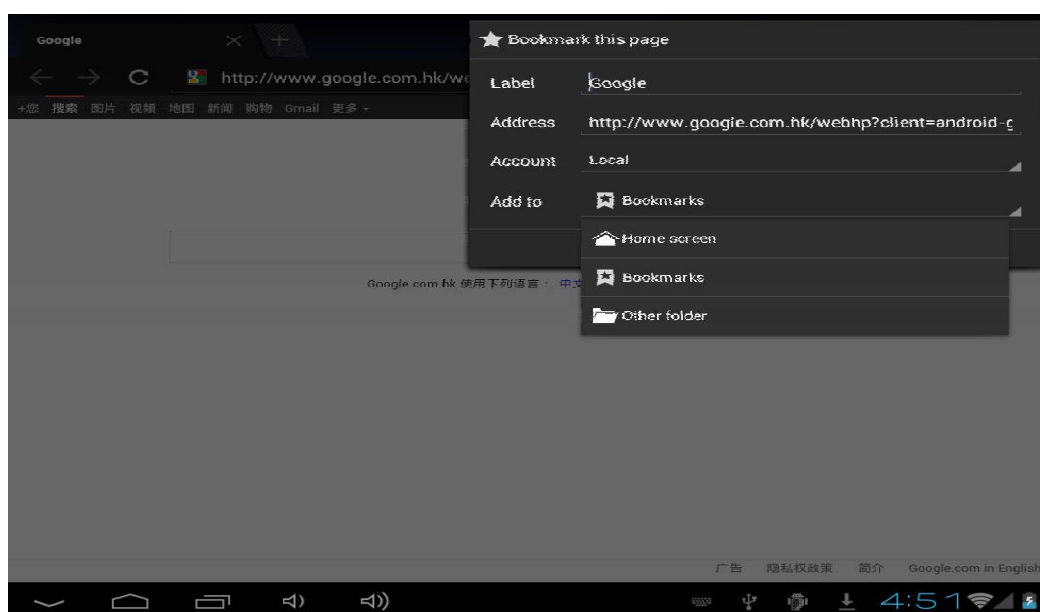 Google
Bookmark this page
http://www.google.com.hk/we
Label
Google
+您 搜索 图片 视频 地图 新闻 购物 Gmail 更多
Address
http://www.google.com.hk/webhp?client=android-g
Account
Local
Add to
Bookmarks
Home screen
Bookmarks
Other folder
Google.com.hk 使用下列语言: 中文
广告 隐私权政策 简介 Google.com in English
4:51